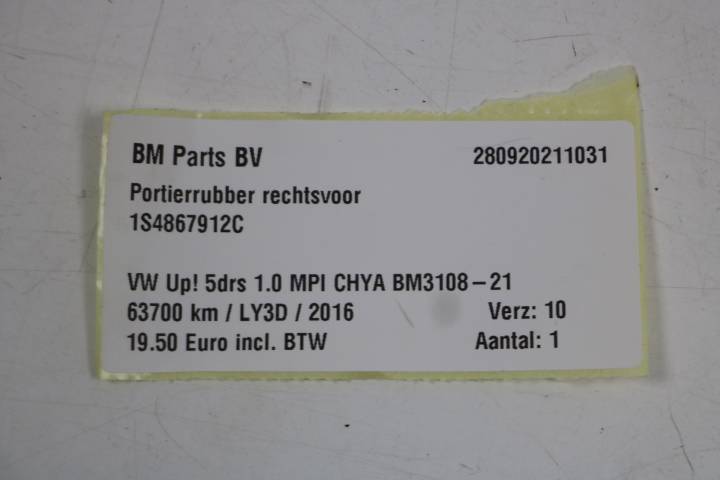 BM Parts BV 280920211031
Portierrubber rechtsvoor
1S4867912C
VW Up! 5drs 1.0 MPI CHYA BM3108-21
63700 km / LY3D / 2016 Verz: 10
19.50 Euro incl. BTW Aantal: 1